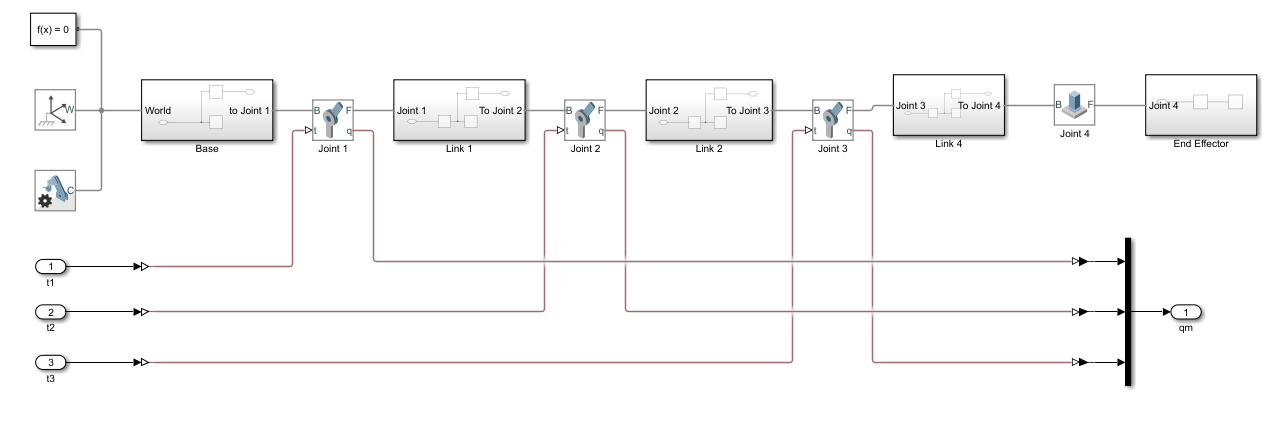 f(x) = 0
W
C
World
to Joint 1
Base
B
F
t
q
Joint 1
Joint 1
To Joint 2
Link 1
B
F
t
q
Joint 2
Joint 2
To Joint 3
Link 2
B
F
t
q
Joint 3
Joint 3
To Joint 4
Link 4
B
F
Joint 4
Joint 4
End Effector
1
t1
2
t2
3
t3
1
qm